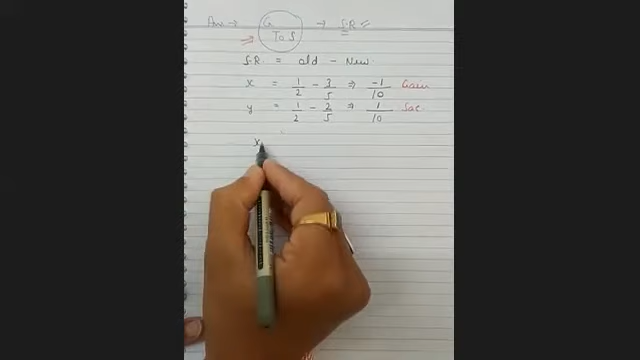 Ans → G To S → S.R =
S.R. = old - New
x = 1/2 - 3/5 ⇒ -1/10 Gain
y = 1/2 - 2/5 ⇒ 1/10 Sac
x